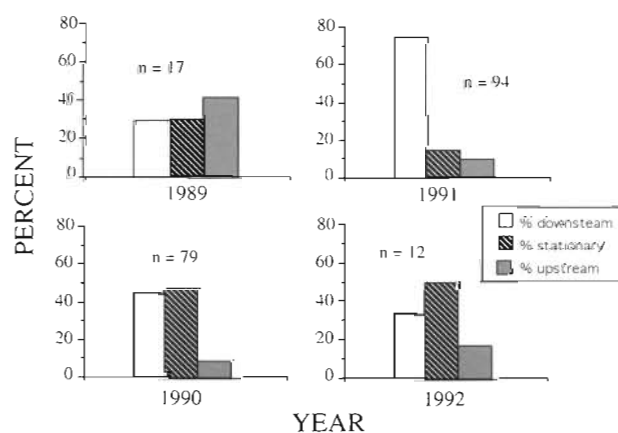 PERCENT
80
60
40
20
0
n = 17
1989
80
60
40
20
0
n = 94
1991
80
60
40
20
0
n = 79
1990
80
60
40
20
0
n = 12
1992
% downsteam
% stationary
% upstream
YEAR